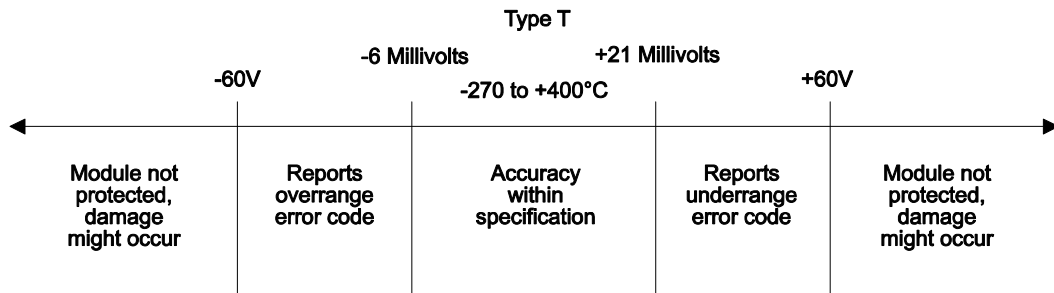 Type T
-6 Millivolts
+21 Millivolts
-60V
-270 to +400°C
+60V
Module not
protected,
damage
might occur
Reports
overrange
error code
Accuracy
within
specification
Reports
underrange
error code
Module not
protected,
damage
might occur